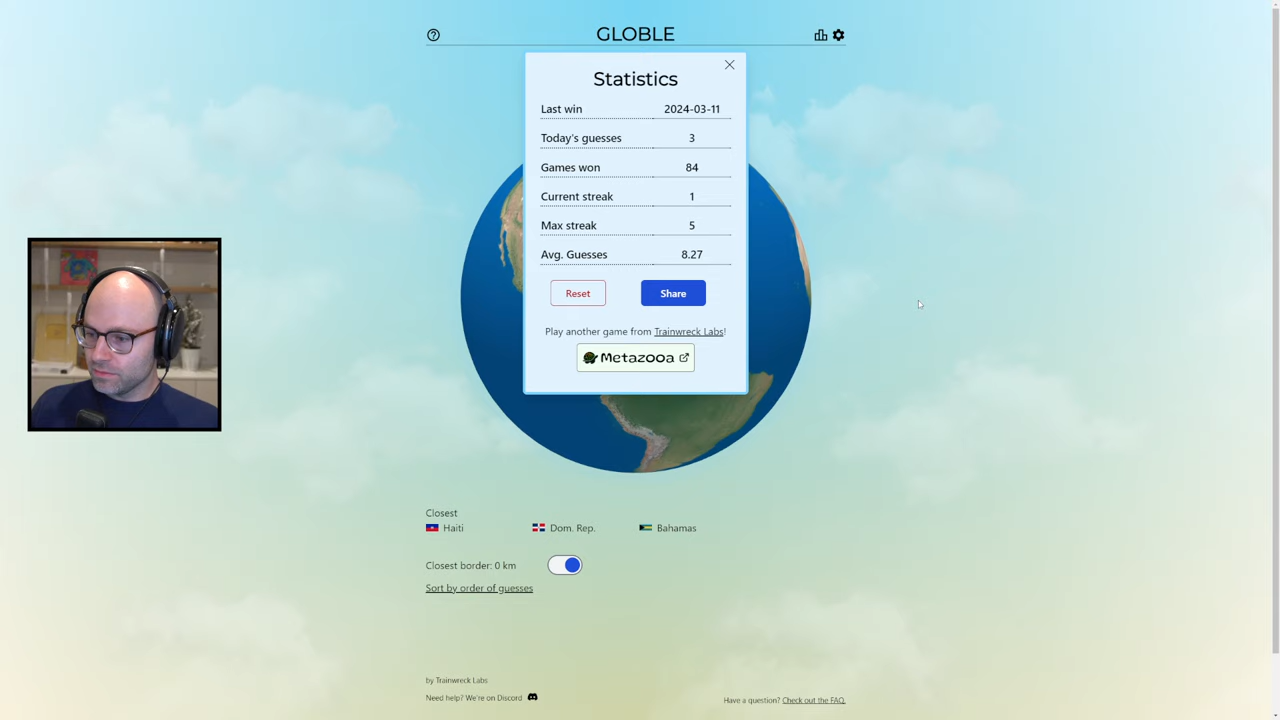 GLOBLE
Statistics
Last win 2024-03-11
Today's guesses 3
Games won 84
Current streak 1
Max streak 5
Avg. Guesses 8.27
Reset Share
Play another game from Trainwreck Labs!
Metazooa
Closest
Haiti Dom. Rep. Bahamas
Closest border: 0 km
Sort by order of guesses
by Trainwreck Labs
Need help? We're on Discord
Have a question? Check out the FAQ.